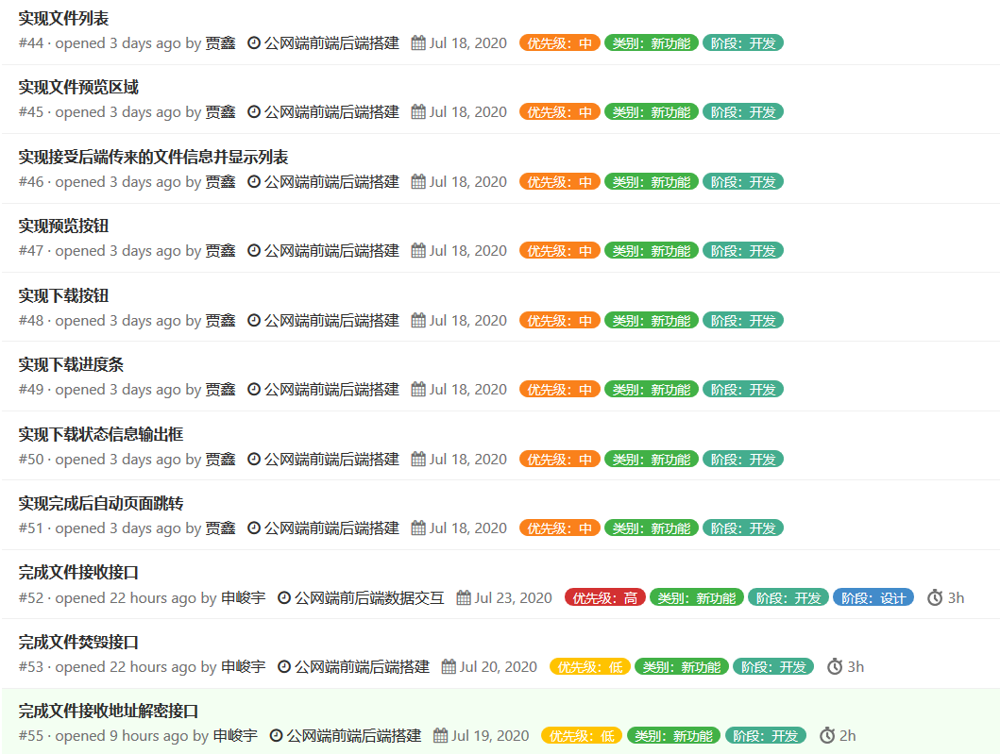 实现文件列表
#44 · opened 3 days ago by 贾鑫 公网端前端后端搭建 Jul 18, 2020 优先级：中 类别：新功能 阶段：开发
实现文件预览区域
#45 · opened 3 days ago by 贾鑫 公网端前端后端搭建 Jul 18, 2020 优先级：中 类别：新功能 阶段：开发
实现接受后端传来的文件信息并显示列表
#46 · opened 3 days ago by 贾鑫 公网端前端后端搭建 Jul 18, 2020 优先级：中 类别：新功能 阶段：开发
实现预览按钮
#47 · opened 3 days ago by 贾鑫 公网端前端后端搭建 Jul 18, 2020 优先级：中 类别：新功能 阶段：开发
实现下载按钮
#48 · opened 3 days ago by 贾鑫 公网端前端后端搭建 Jul 18, 2020 优先级：中 类别：新功能 阶段：开发
实现下载进度条
#49 · opened 3 days ago by 贾鑫 公网端前端后端搭建 Jul 18, 2020 优先级：中 类别：新功能 阶段：开发
实现下载状态信息输出框
#50 · opened 3 days ago by 贾鑫 公网端前端后端搭建 Jul 18, 2020 优先级：中 类别：新功能 阶段：开发
实现完成后自动页面跳转
#51 · opened 3 days ago by 贾鑫 公网端前端后端搭建 Jul 18, 2020 优先级：中 类别：新功能 阶段：开发
完成文件接收接口
#52 · opened 22 hours ago by 申峻宇 公网端前后端数据交互 Jul 23, 2020 优先级：高 类别：新功能 阶段：开发 阶段：设计 3h
完成文件焚毁接口
#53 · opened 22 hours ago by 申峻宇 公网端前端后端搭建 Jul 20, 2020 优先级：低 类别：新功能 阶段：开发 3h
完成文件接收地址解密接口
#55 · opened 9 hours ago by 申峻宇 公网端前端后端搭建 Jul 19, 2020 优先级：低 类别：新功能 阶段：开发 2h